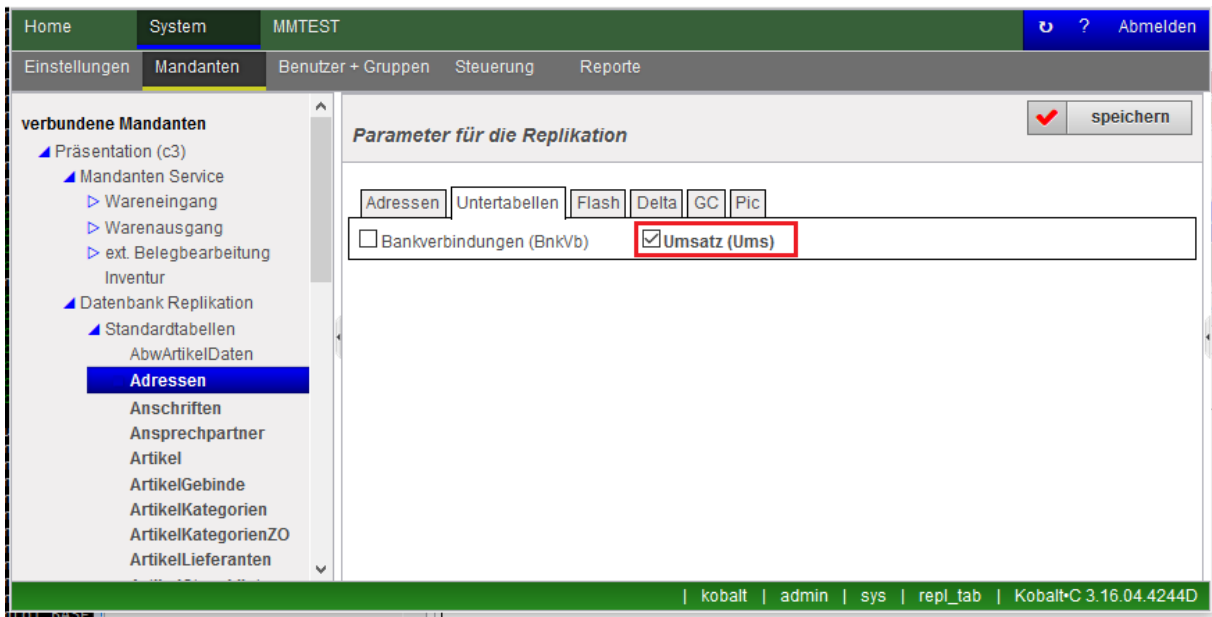 Home System MMTEST ? Abmelden
Einstellungen Mandanten Benutzer + Gruppen Steuerung Reporte
verbundene Mandanten
Präsentation (c3)
Mandanten Service
Wareneingang
Warenausgang
ext. Belegbearbeitung
Inventur
Datenbank Replikation
Standardtabellen
AbwArtikelDaten
Adressen
Anschriften
Ansprechpartner
Artikel
ArtikelGebinde
ArtikelKategorien
ArtikelKategorienZO
ArtikelLieferanten
Parameter für die Replikation
speichern
Adressen Untertabellen Flash Delta GC Pic
Bankverbindungen (BnkVb) Umsatz (Ums)
| kobalt | admin | sys | repl_tab | Kobalt•C 3.16.04.4244D